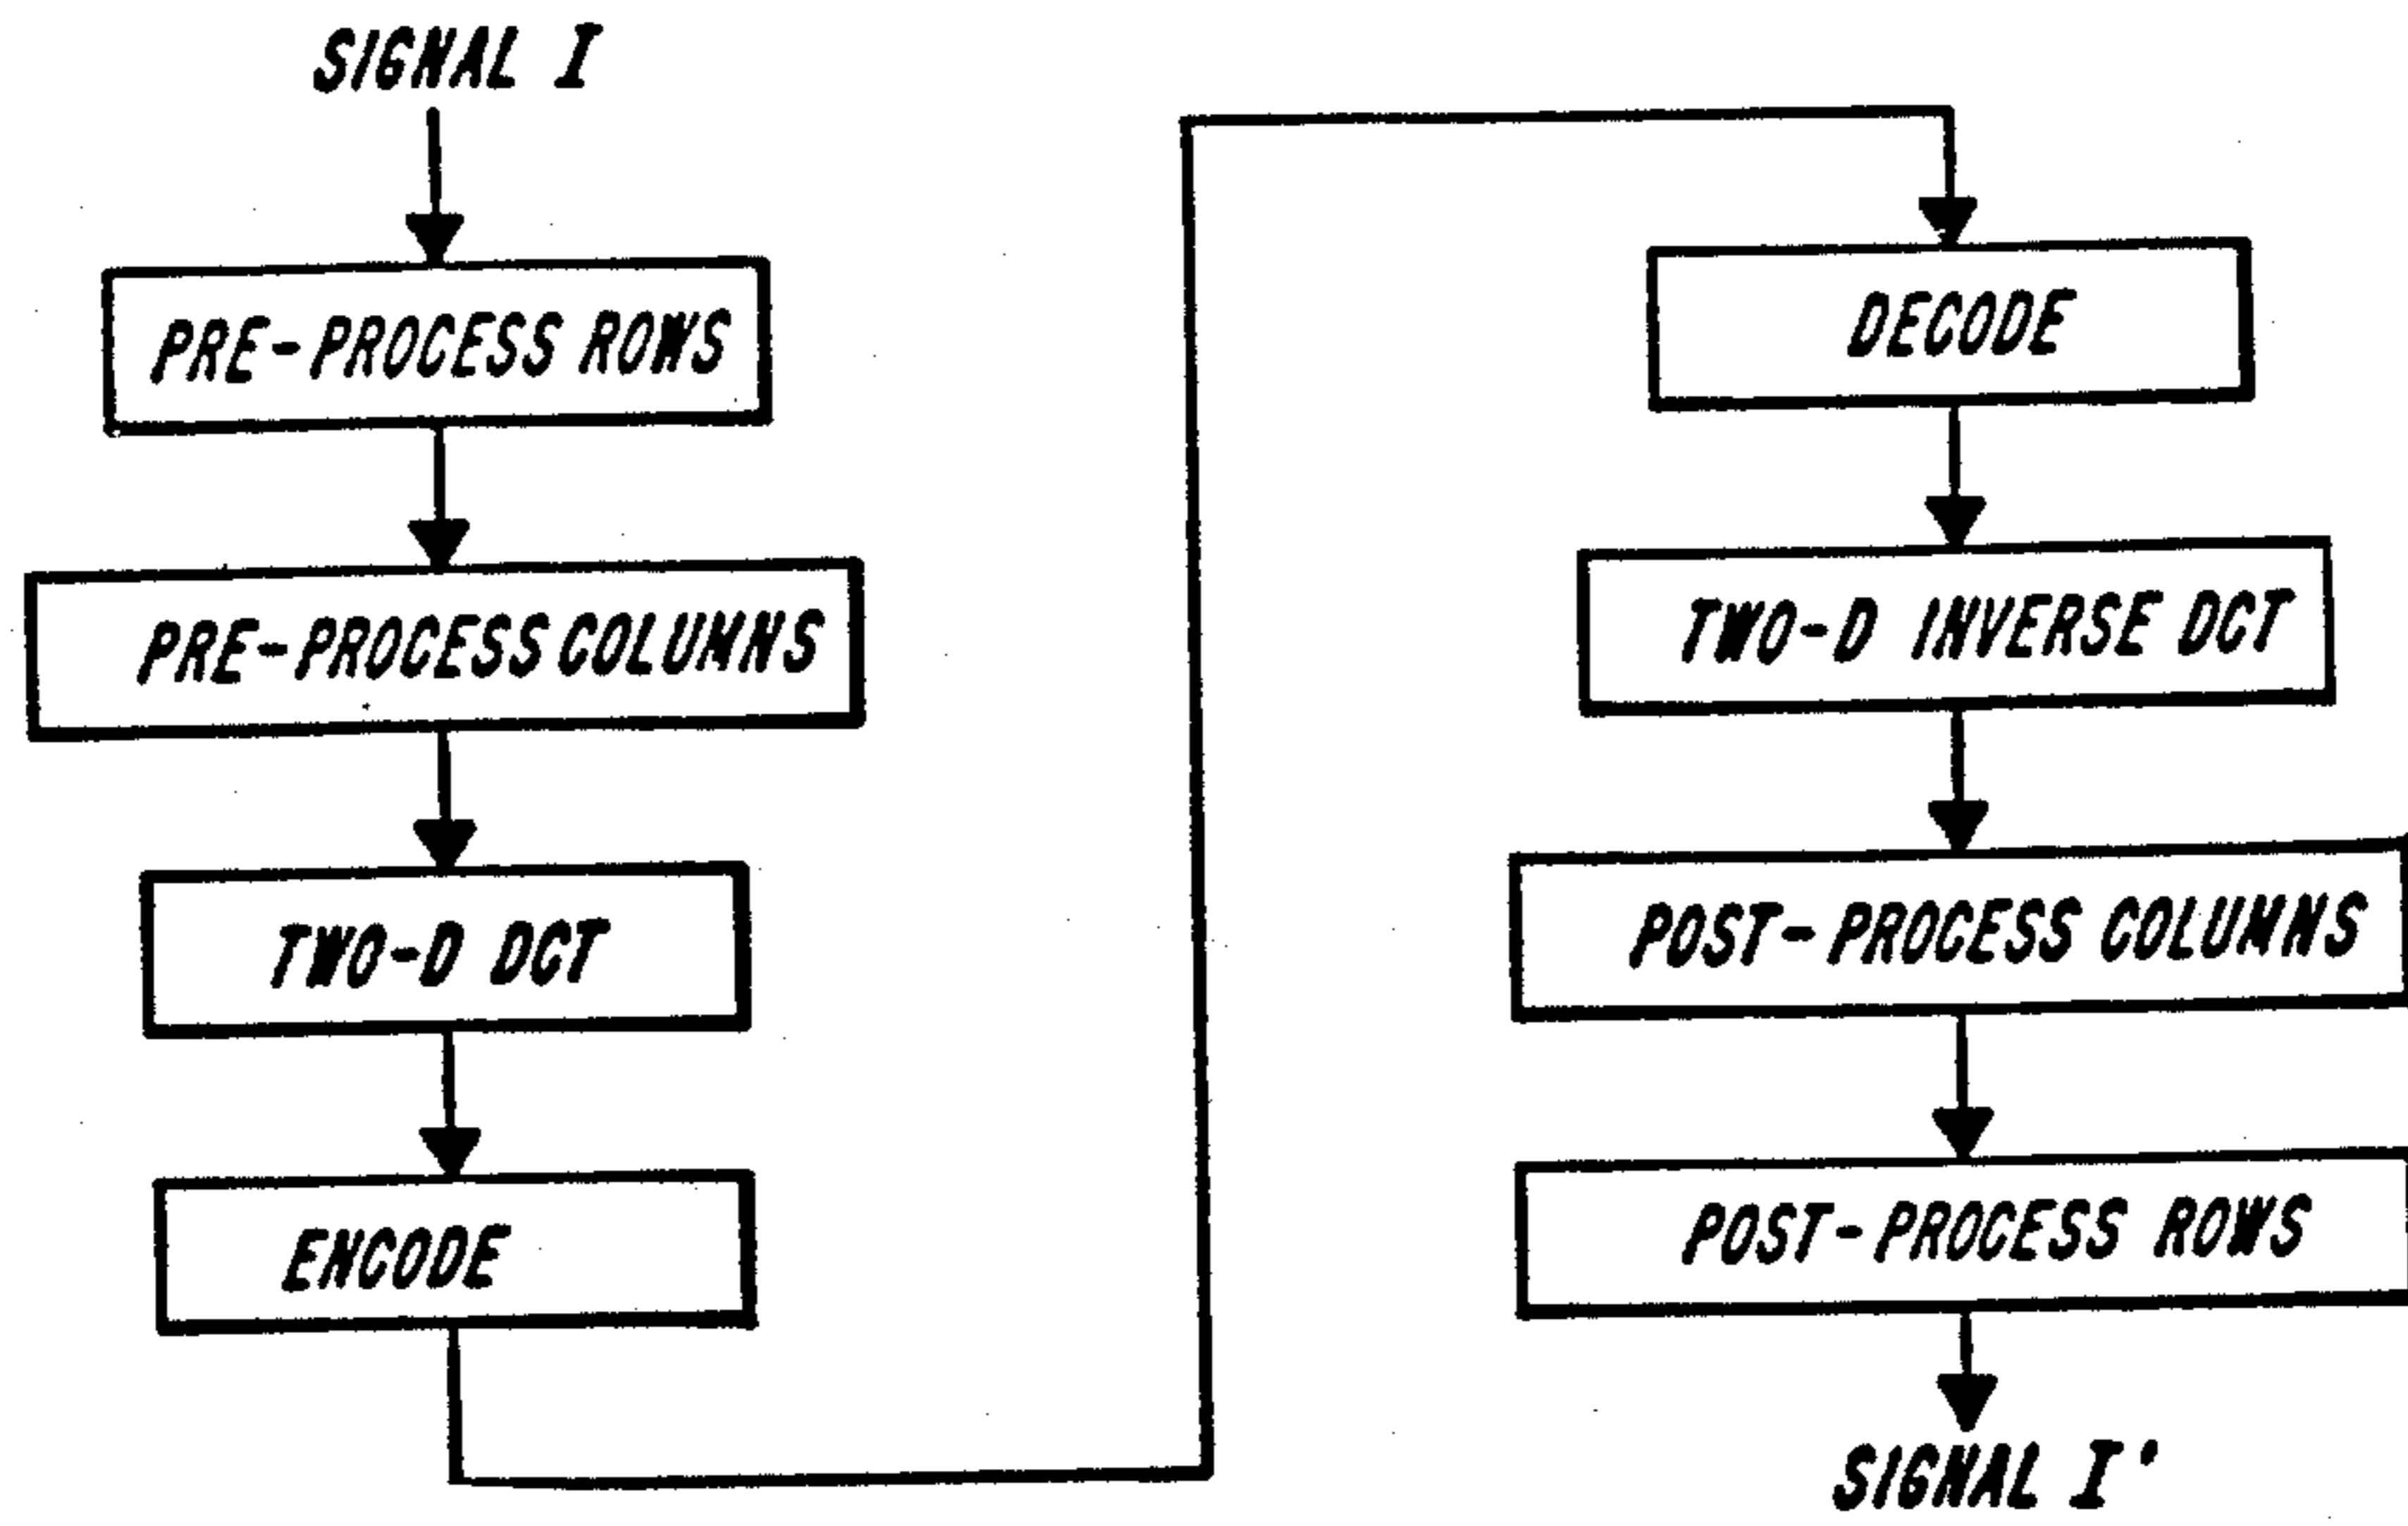 SIGNAL I
PRE-PROCESS ROWS
PRE-PROCESS COLUMNS
TWO-D DCT
ENCODE
DECODE
TWO-D INVERSE DCT
POST-PROCESS COLUMNS
POST-PROCESS ROWS
SIGNAL I'